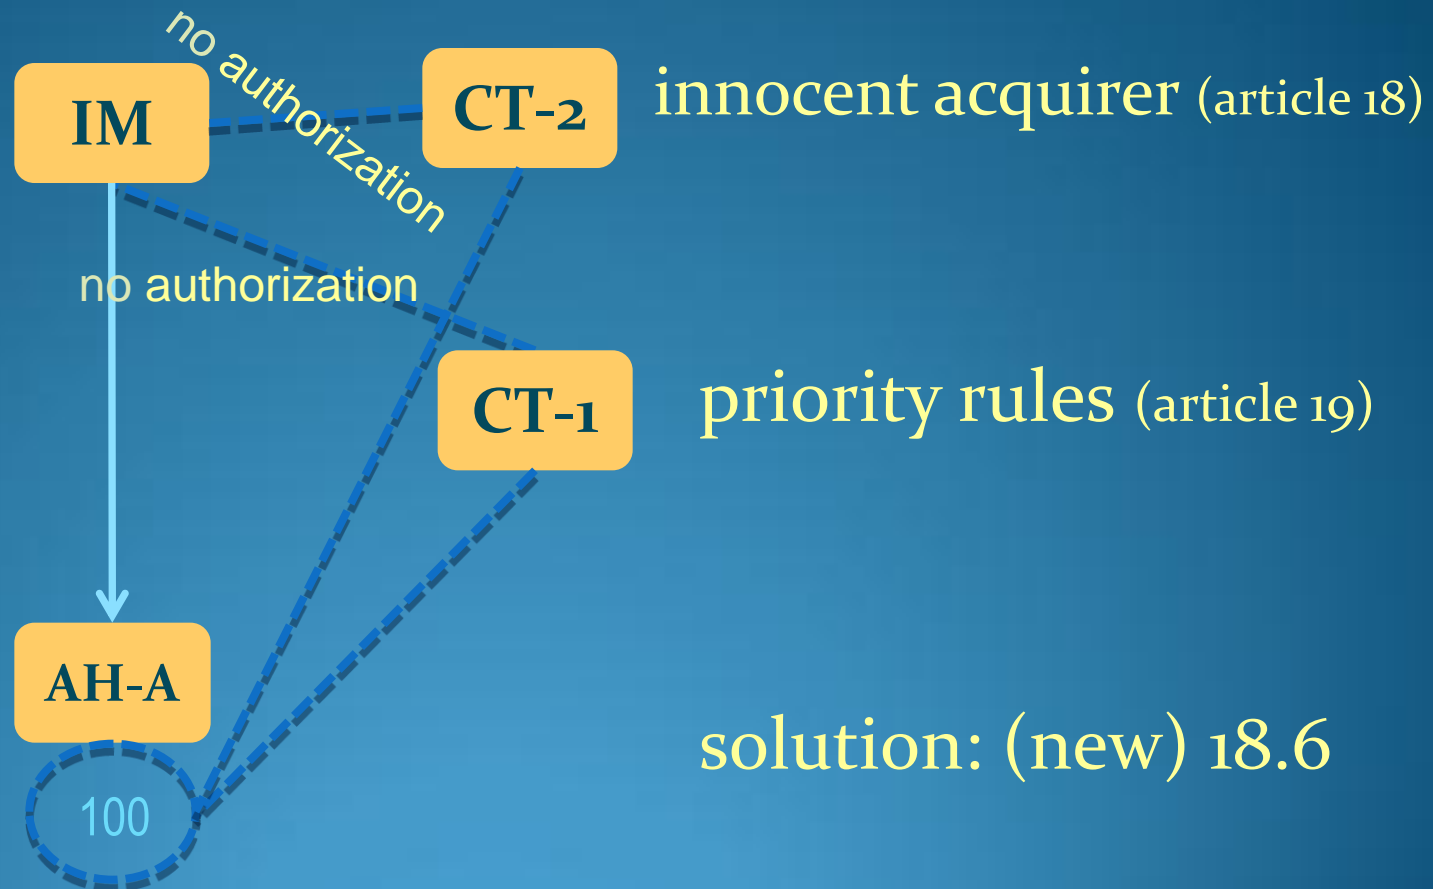 no authorization
IM
CT-2
innocent acquirer (article 18)
no authorization
CT-1
priority rules (article 19)
AH-A
solution: (new) 18.6
100